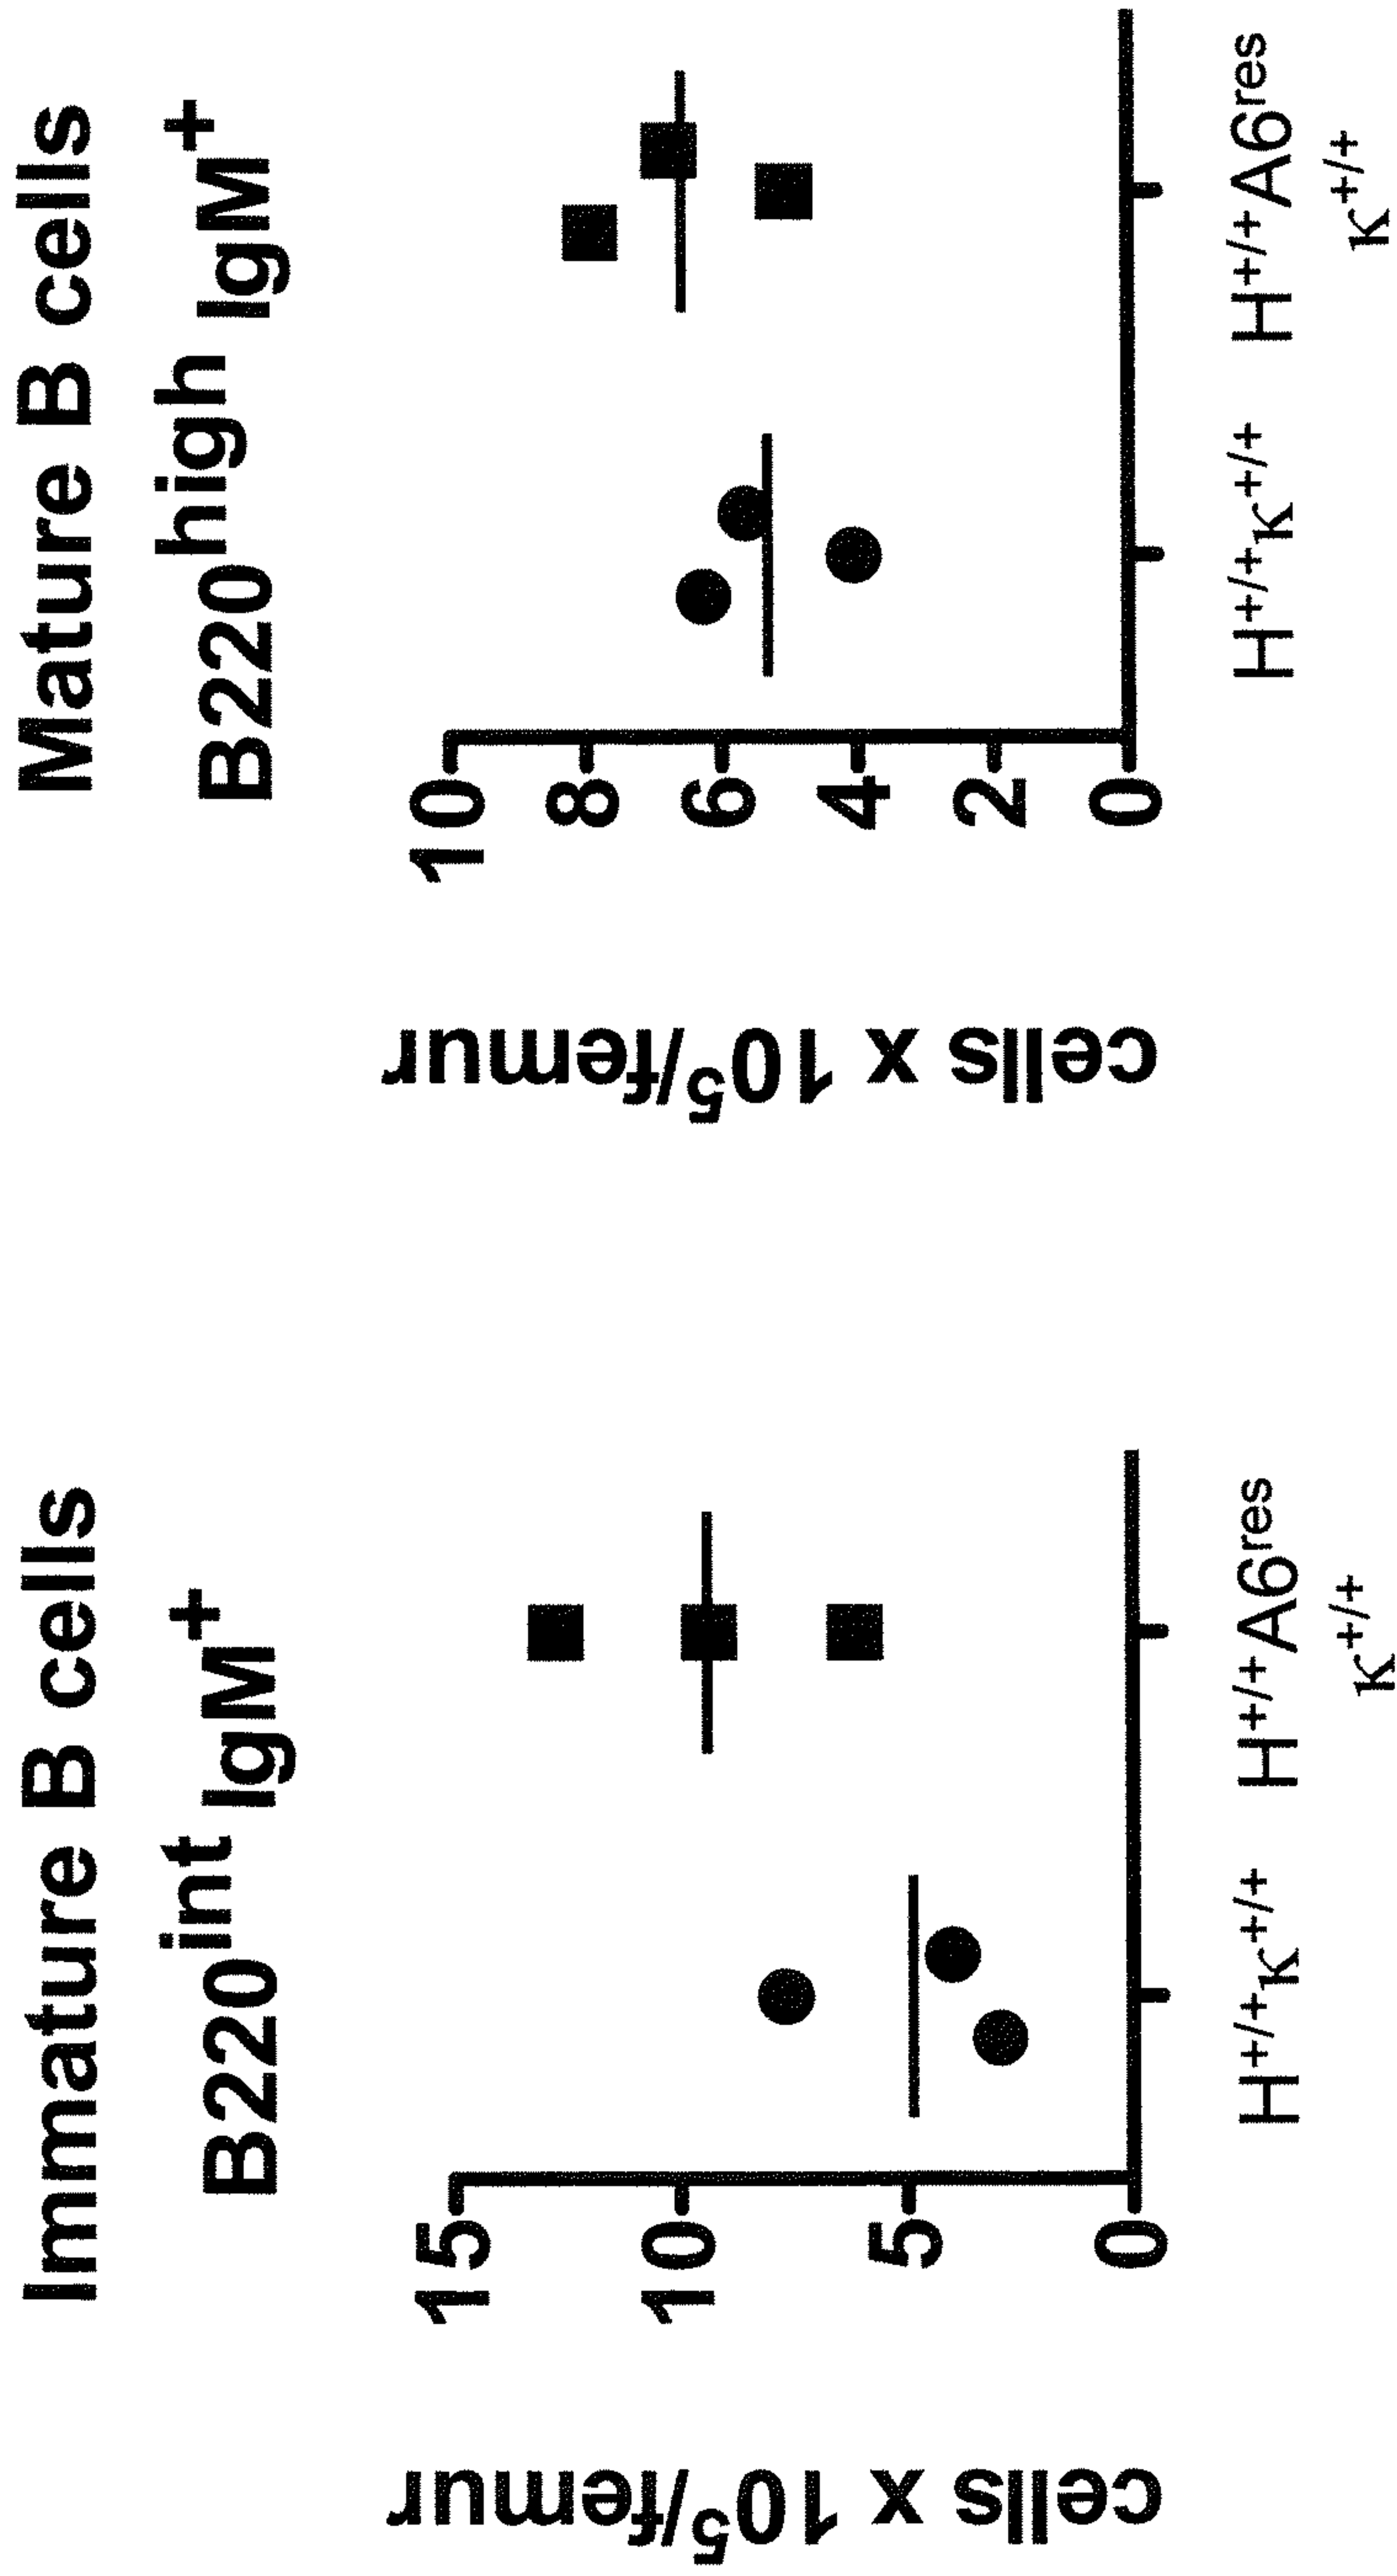 Immature B cells
B220ⁱⁿᵗ IgM⁺
cells x 10⁵/femur
15
10
5
0
H⁺/⁺κ⁺/⁺
H⁺/⁺A6ʳᵉˢ
κ⁺/⁺
Mature B cells
B220ʰⁱᵍʰ IgM⁺
cells x 10⁵/femur
10
8
6
4
2
0
H⁺/⁺κ⁺/⁺
H⁺/⁺A6ʳᵉˢ
κ⁺/⁺